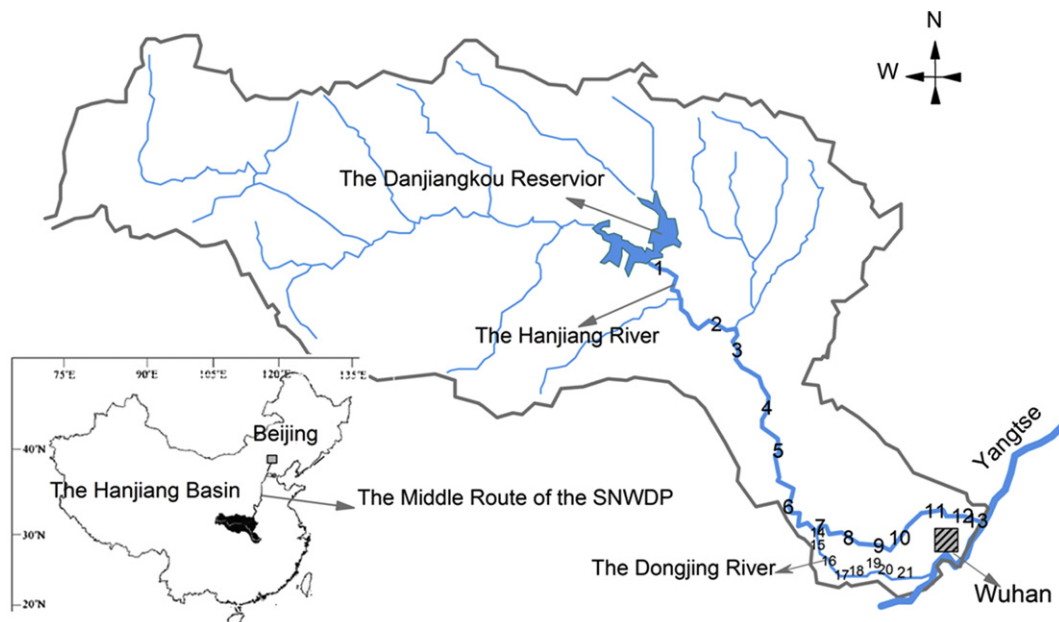 N
W
The Danjiangkou Reservior
1
The Hanjiang River
2
3
75°E 90°E 105°E 120°E 135°E
4
Yangtse
Beijing
40°N
5
The Hanjiang Basin
The Middle Route of the SNWDP
6
7
8
9
10
11
12
13
14
15
30°N
The Dongjing River
16
17
18
19
20
21
Wuhan
20°N